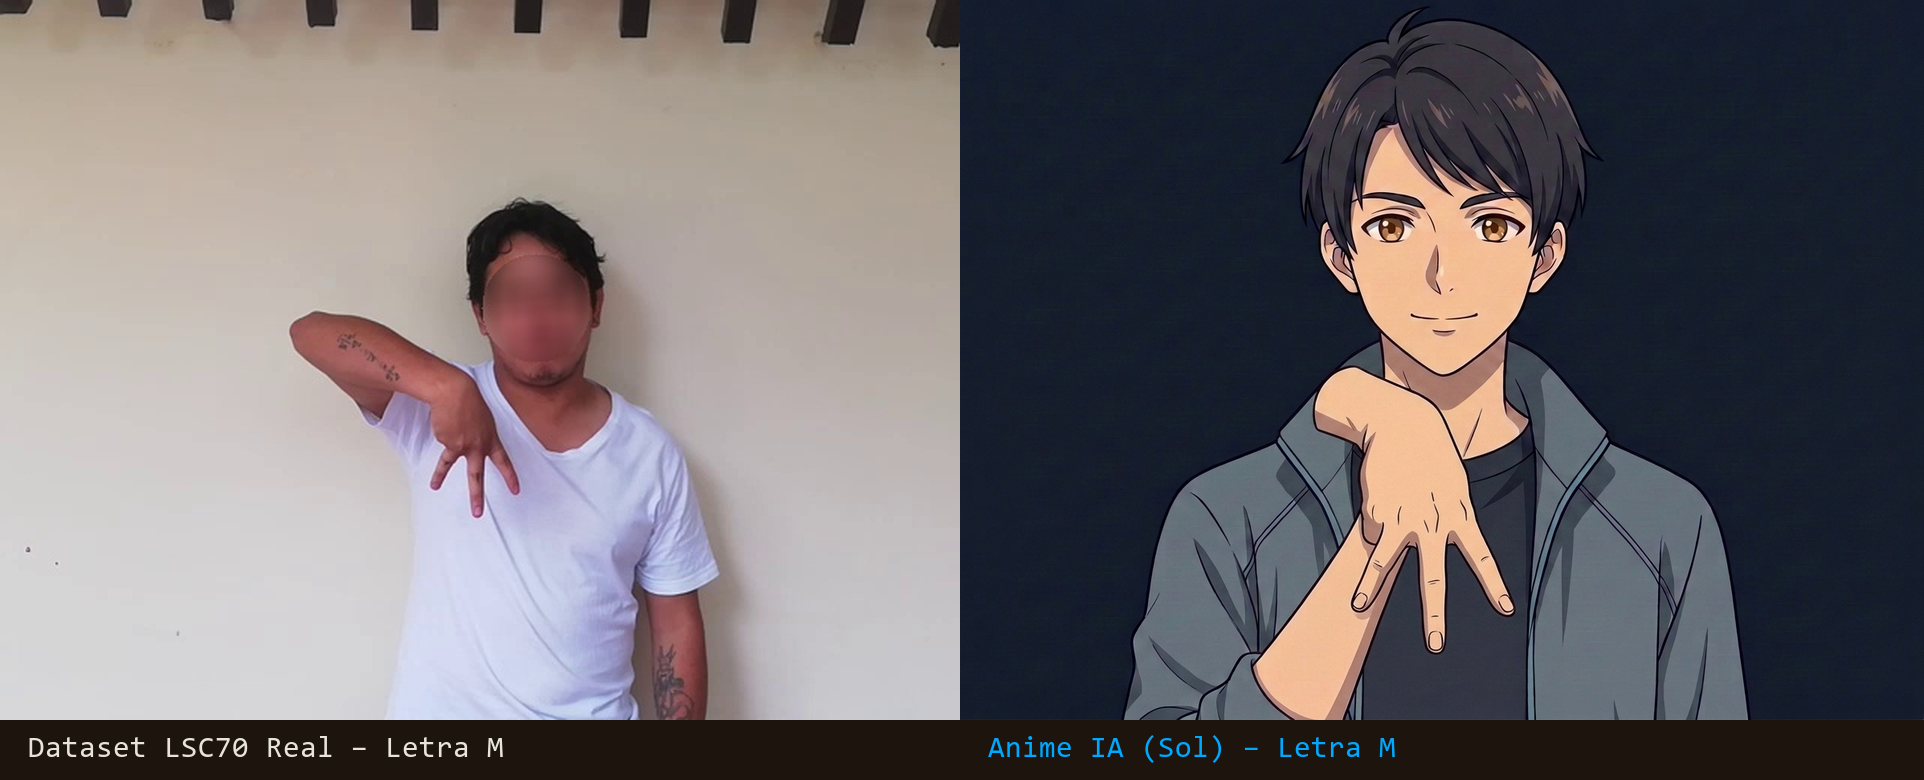 Dataset LSC70 Real – Letra M
Anime IA (Sol) – Letra M